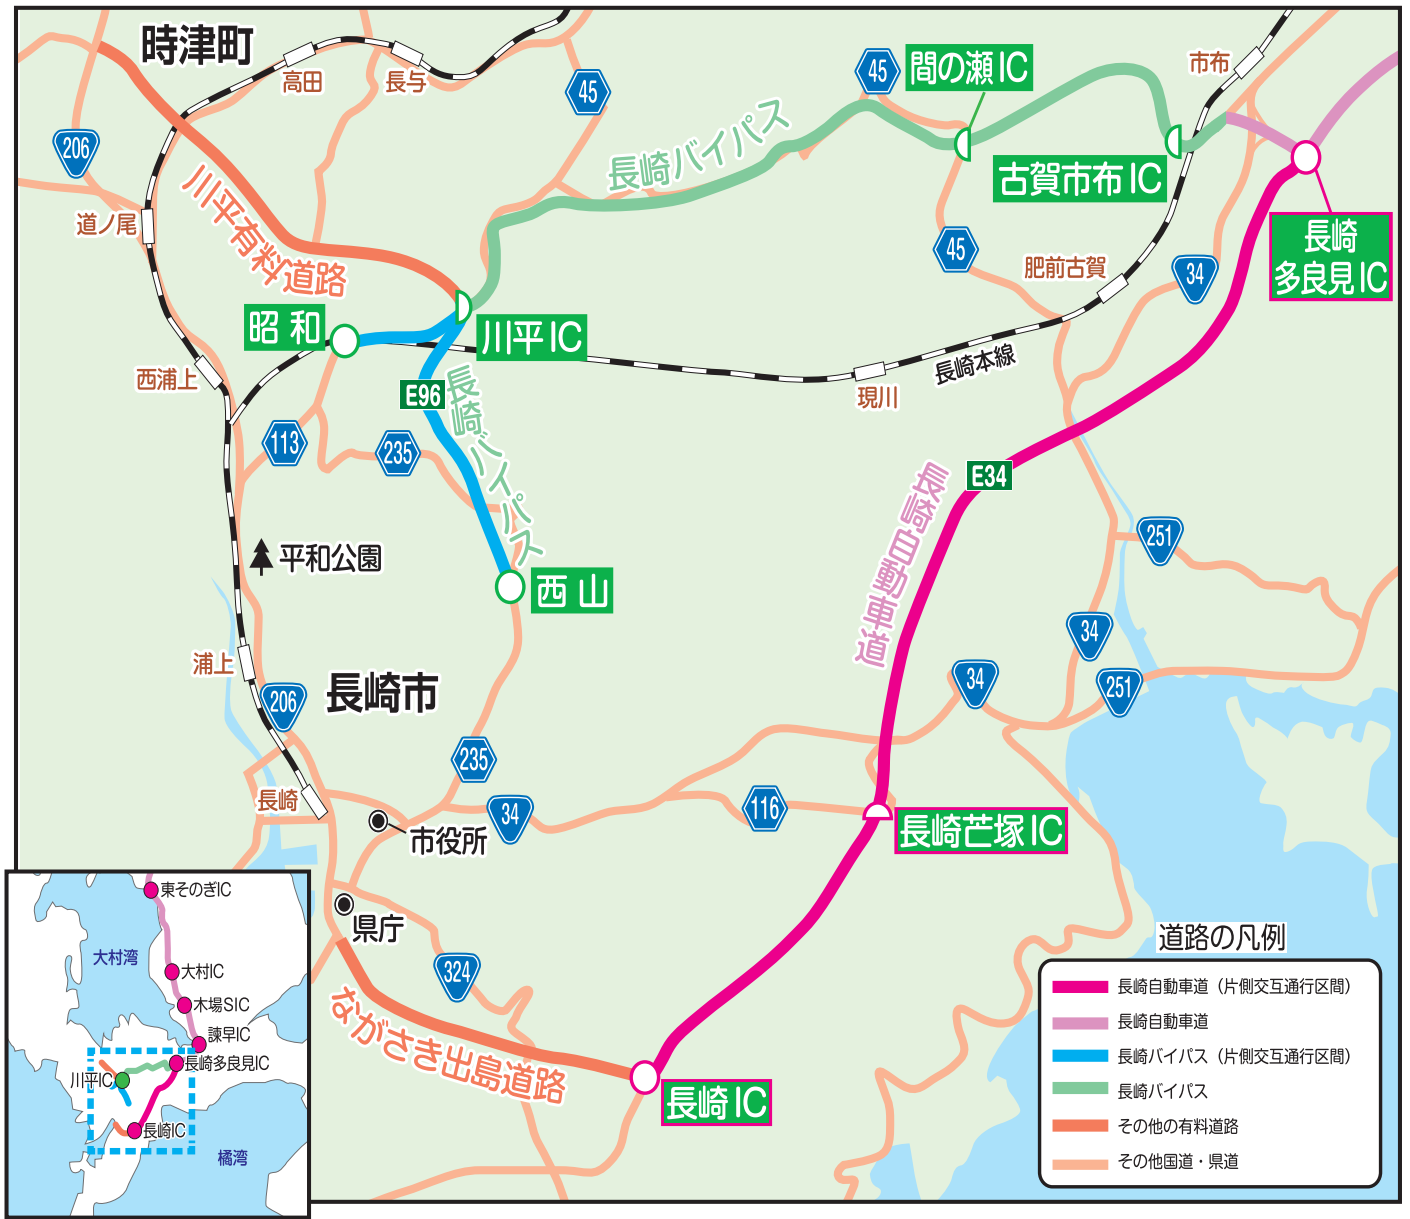 時津町
高田
長与
45
45
間の瀬IC
市布
206
長崎バイパス
古賀市布IC
川平有料道路
道ノ尾
45
肥前古賀
34
長崎
多良見IC
昭和
川平IC
長崎本線
西浦上
E96
長崎バイパス
現川
113
235
E34
長崎自動車道
251
平和公園
西山
34
浦上
206
長崎市
34
251
235
長崎
34
116
市役所
長崎芒塚IC
県庁
324
ながさき出島道路
長崎IC
東そのぎIC
大村湾
大村IC
木場SIC
諫早IC
長崎多良見IC
川平IC
長崎IC
橘湾
道路の凡例
長崎自動車道（片側交互通行区間）
長崎自動車道
長崎バイパス（片側交互通行区間）
長崎バイパス
その他の有料道路
その他国道・県道